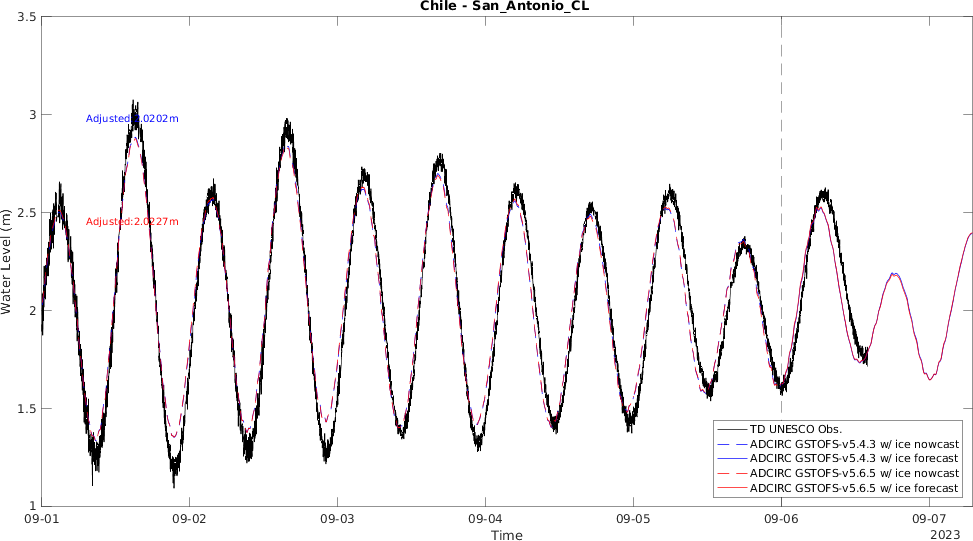 Chile - San_Antonio_CL
3.5
3
2.5
2
1.5
1
Water Level (m)
Adjusted: .0202m
Adjusted:2.0227m
TD UNESCO Obs.
ADCIRC GSTOFS-v5.4.3 w/ ice nowcast
ADCIRC GSTOFS-v5.4.3 w/ ice forecast
ADCIRC GSTOFS-v5.6.5 w/ ice nowcast
ADCIRC GSTOFS-v5.6.5 w/ ice forecast
09-01 09-02 09-03 09-04 09-05 09-06 09-07
Time
2023